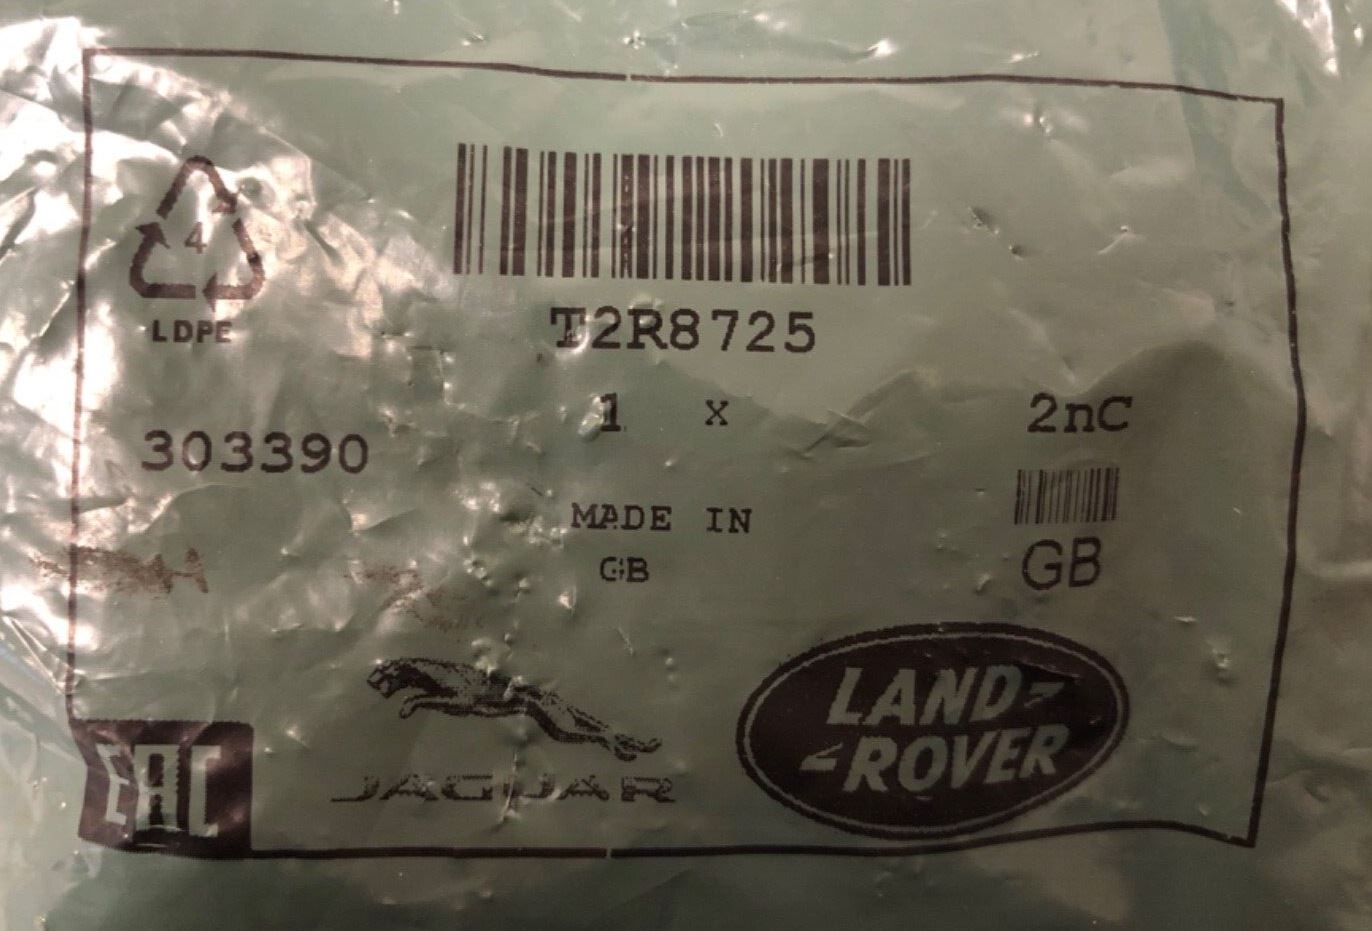 T2R8725
4
LDPE
1 X 2nC
303390
MADE IN
GB
GB
EAC
JAGUAR
LAND-
-ROVER